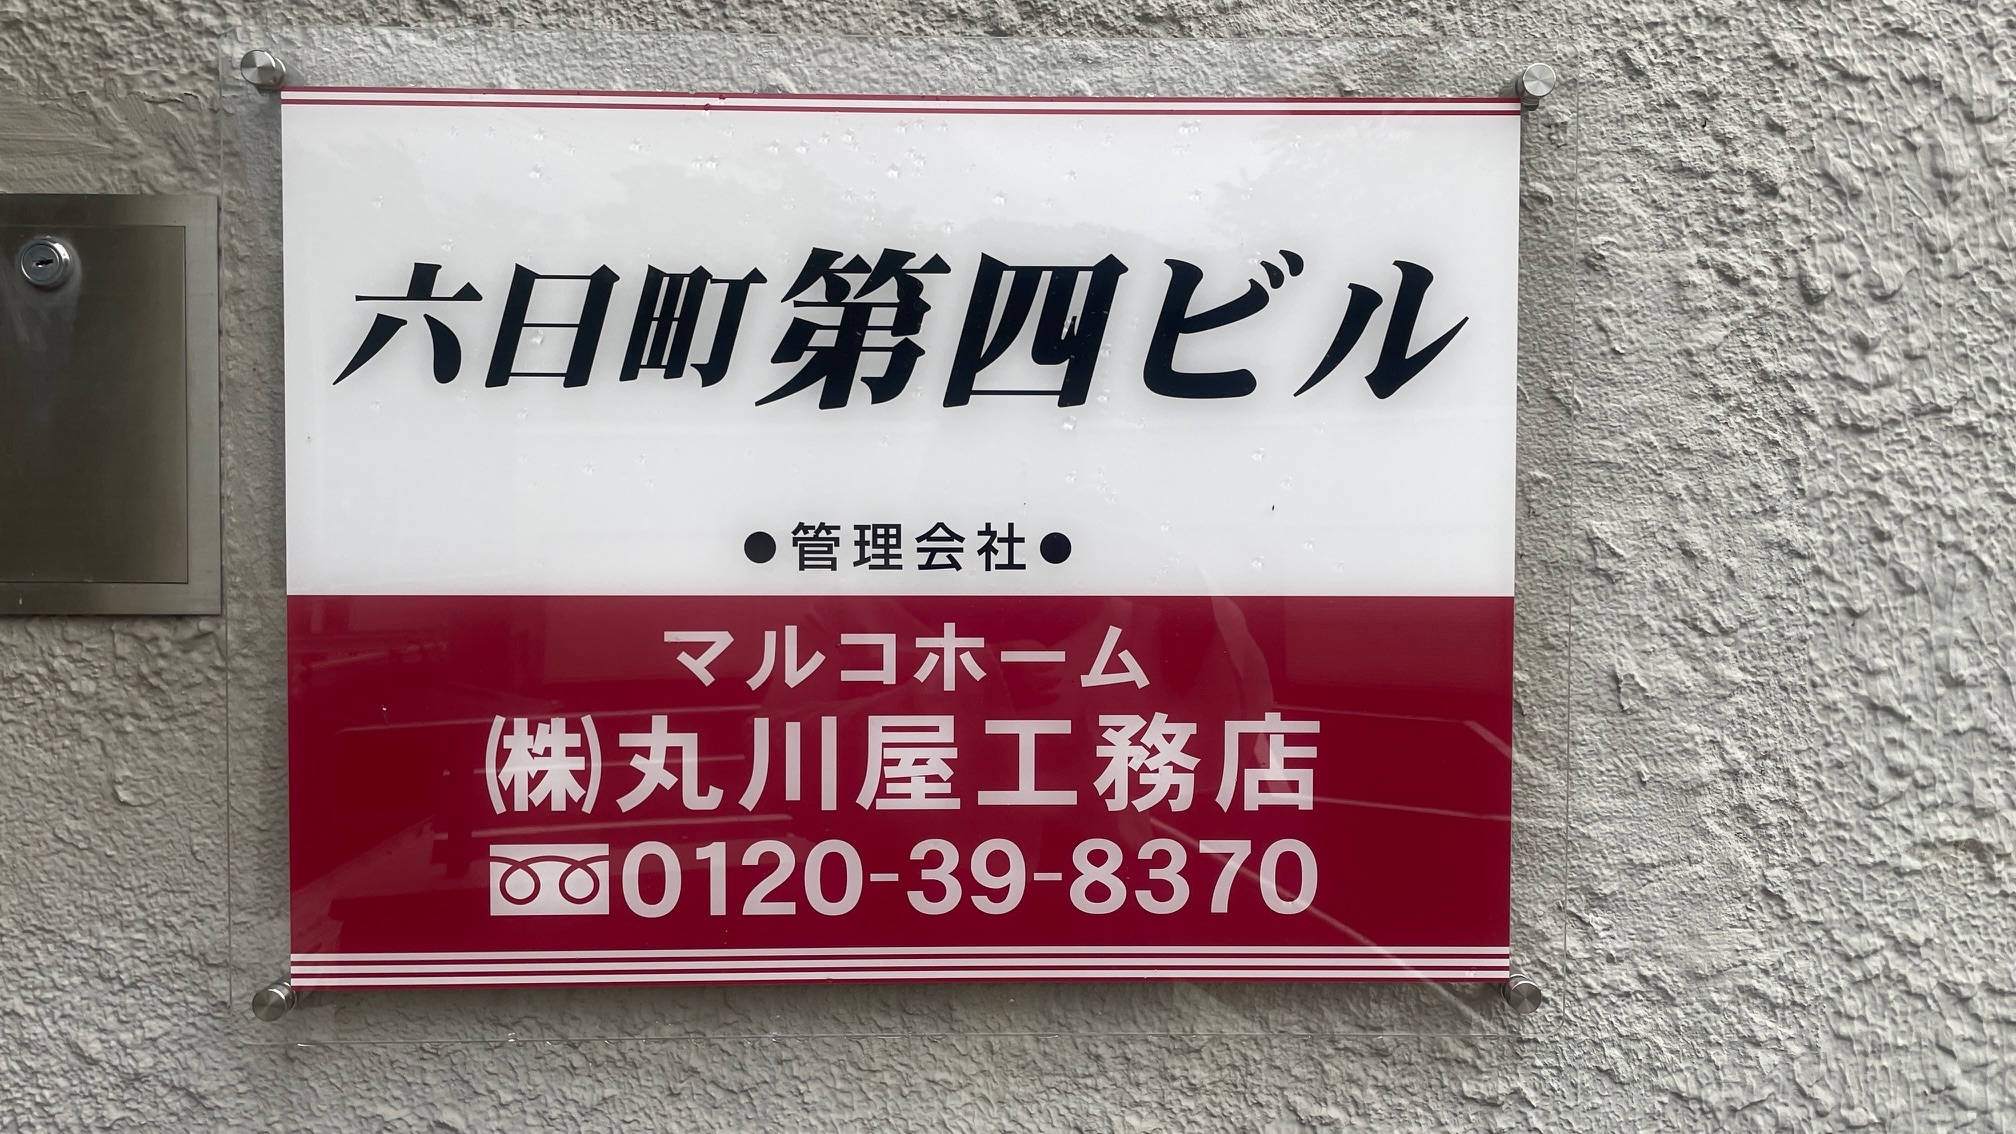 六日町第四ビル
●管理会社●
マルコホーム
㈱丸川屋工務店
0120-39-8370